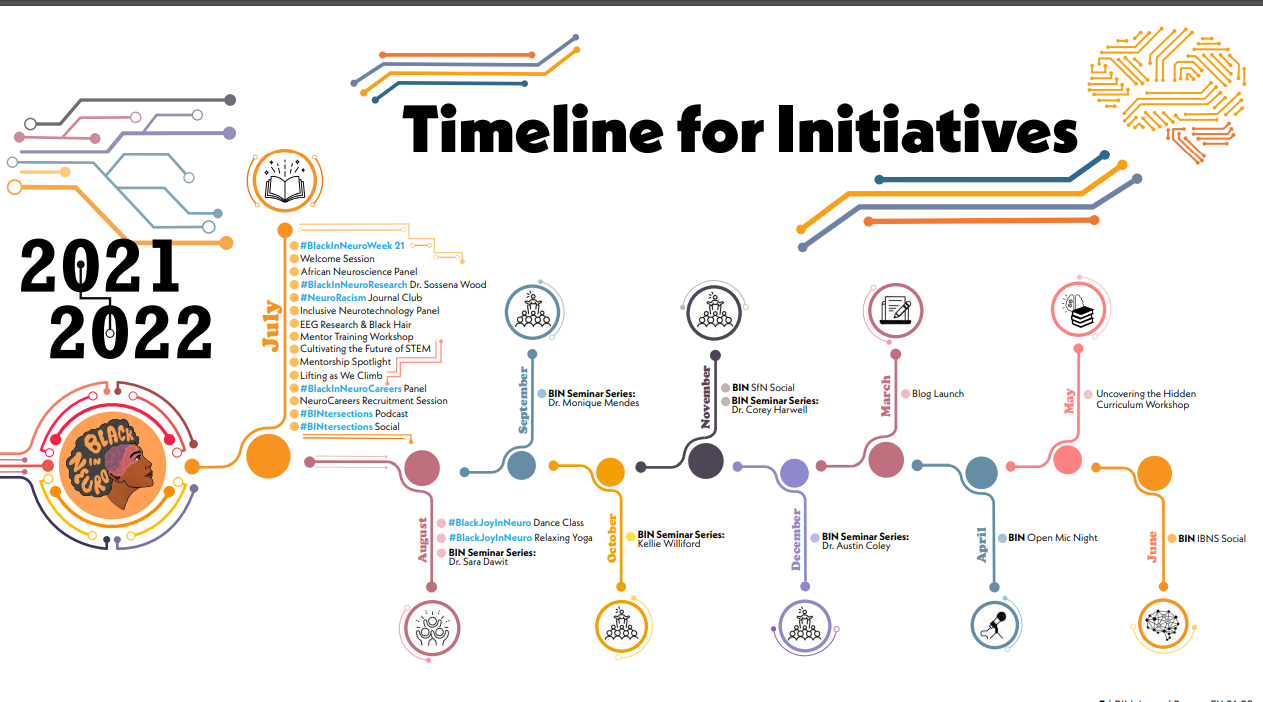 Timeline for Initiatives
2021
2022
BLACK
IN
NEURO
July
#BlackInNeuroWeek 21
Welcome Session
African Neuroscience Panel
#BlackInNeuroResearch Dr. Sossena Wood
#NeuroRacism Journal Club
Inclusive Neurotechnology Panel
EEG Research & Black Hair
Mentor Training Workshop
Cultivating the Future of STEM
Mentorship Spotlight
Lifting as We Climb
#BlackInNeuroCareers Panel
NeuroCareers Recruitment Session
#BINtersections Podcast
#BINtersections Social
August
#BlackJoyInNeuro Dance Class
#BlackJoyInNeuro Relaxing Yoga
BIN Seminar Series:
Dr. Sara Dawit
September
BIN Seminar Series:
Dr. Monique Mendes
October
BIN Seminar Series:
Kellie Williford
November
BIN SfN Social
BIN Seminar Series:
Dr. Corey Harwell
December
BIN Seminar Series:
Dr. Austin Coley
March
Blog Launch
April
BIN Open Mic Night
May
Uncovering the Hidden
Curriculum Workshop
June
BIN IBNS Social